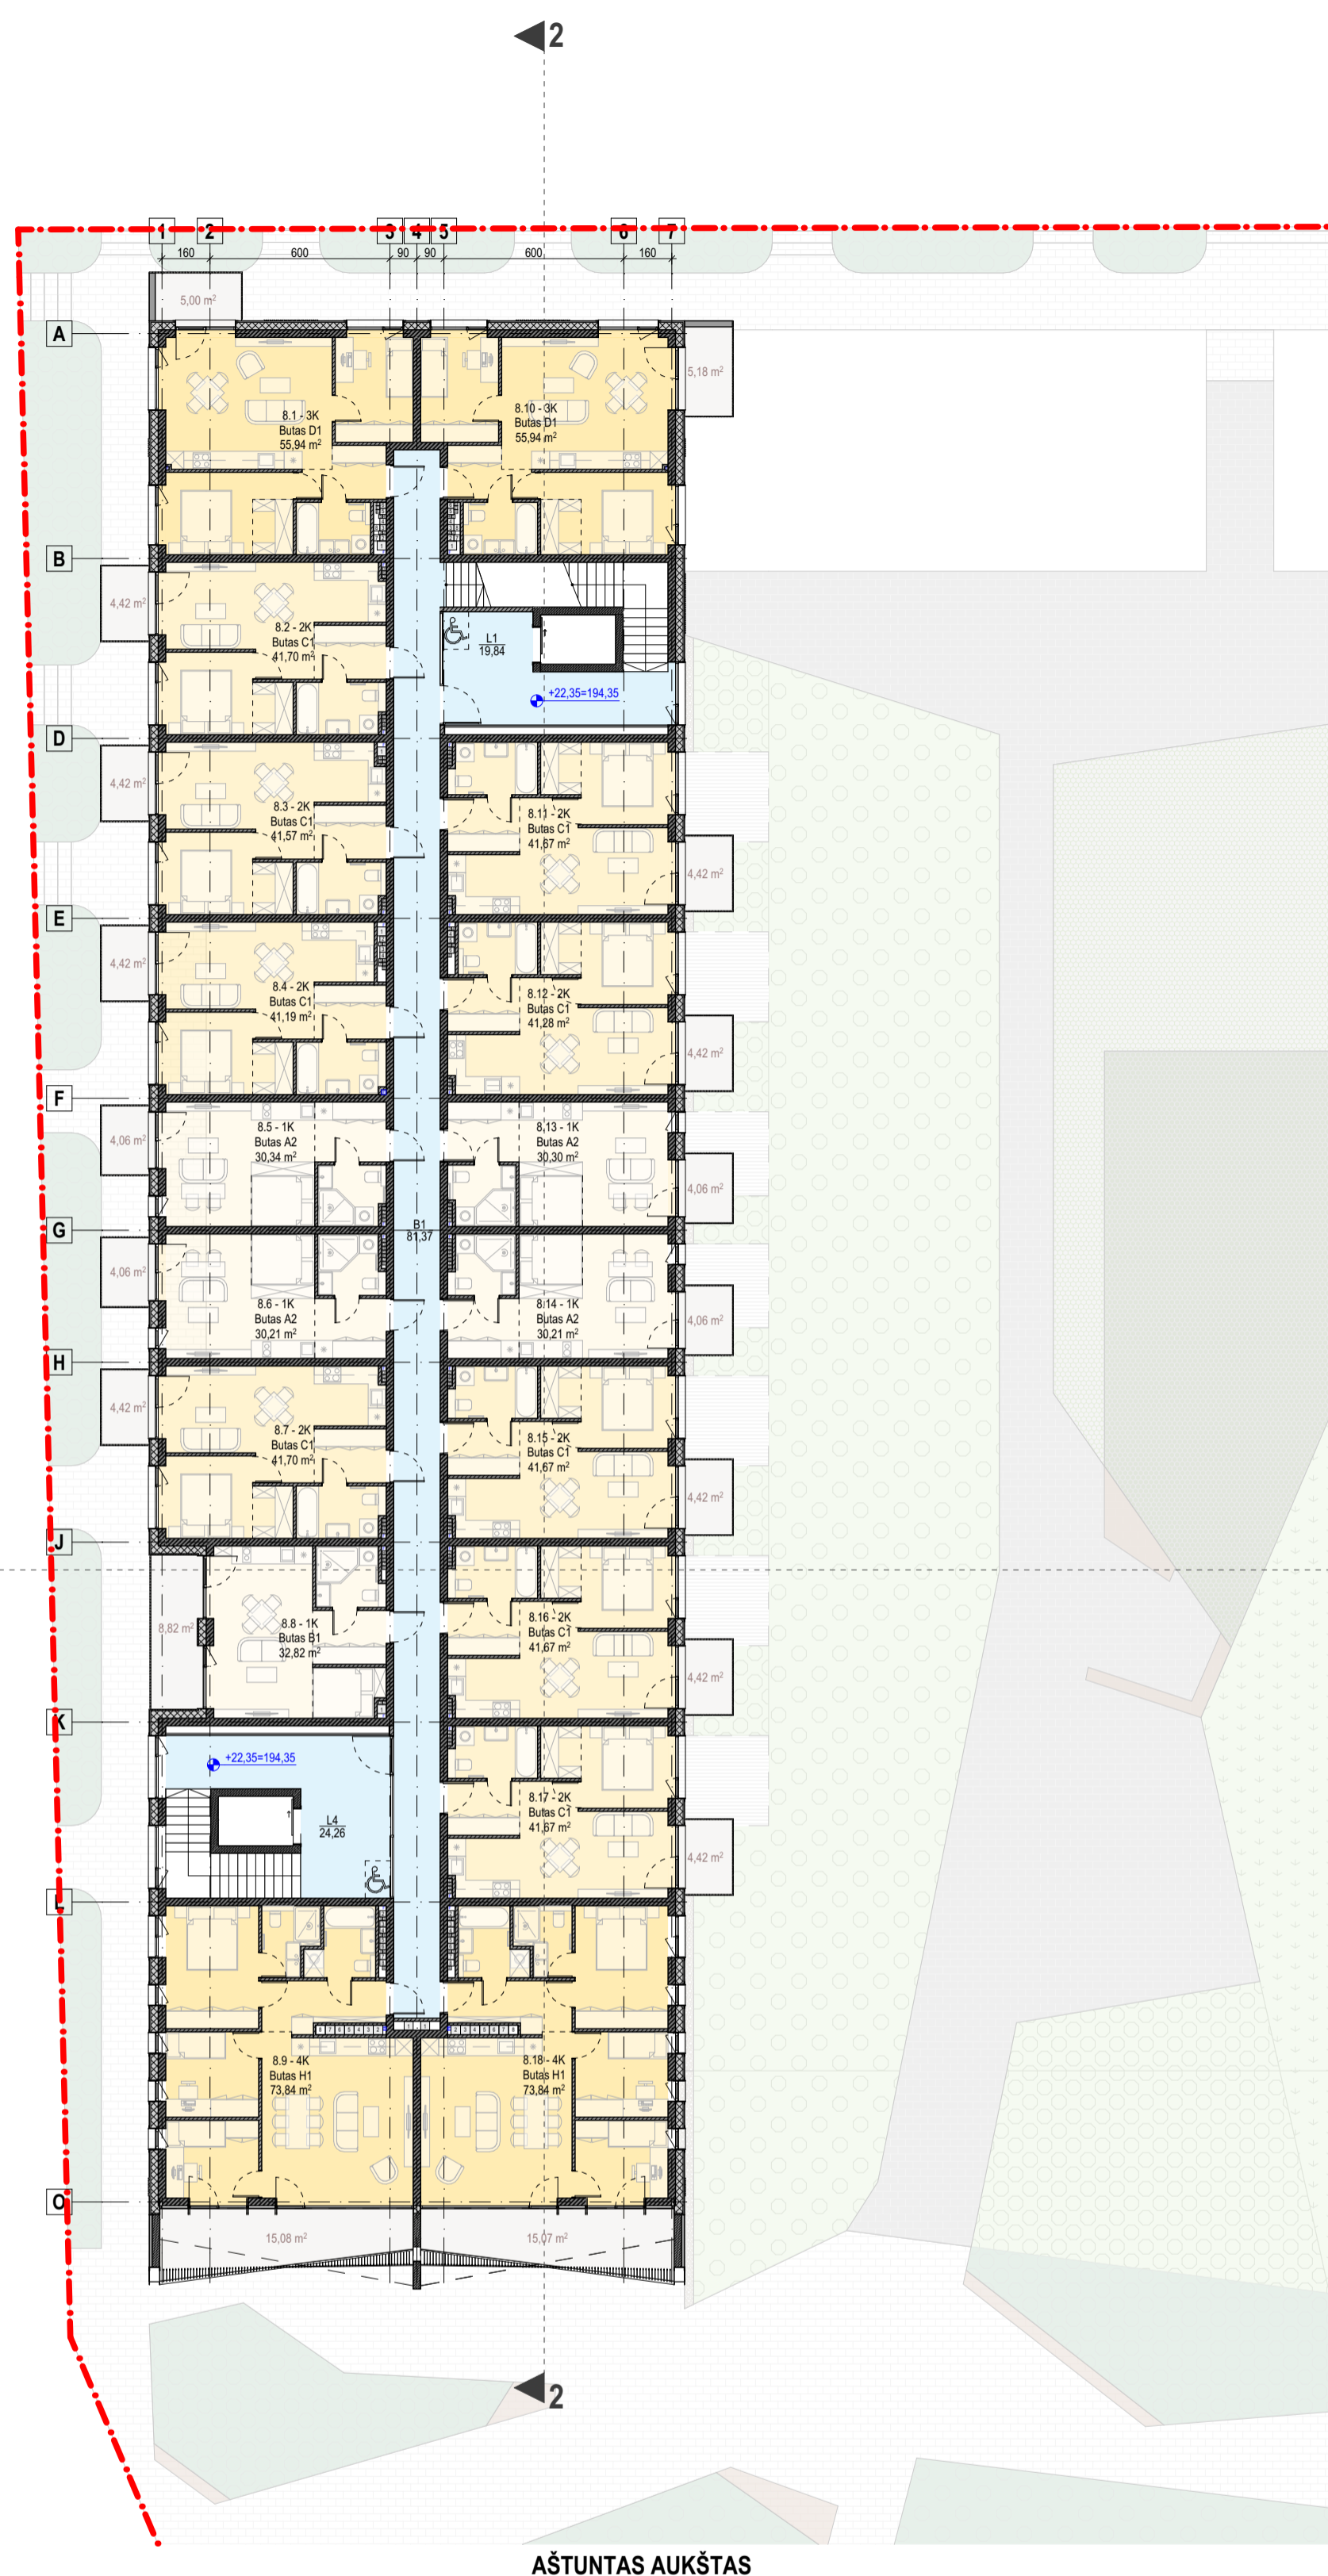 2
1 2 3 4 5 6 7
160 600 90 90 600 160
5,00 m²
A
5,18 m²
8.1 - 3K
Butas D1
55,94 m²
8.10 - 3K
Butas D1
55,94 m²
B
4,42 m²
8.2 - 2K
Butas C1
41,70 m²
L1
19,84
+22,35=194,35
D
4,42 m²
8.3 - 2K
Butas C1
41,57 m²
8.11 - 2K
Butas C1
41,67 m²
4,42 m²
E
4,42 m²
8.4 - 2K
Butas C1
41,19 m²
8.12 - 2K
Butas C1
41,28 m²
4,42 m²
F
4,06 m²
8.5 - 1K
Butas A2
30,34 m²
8.13 - 1K
Butas A2
30,30 m²
4,06 m²
G
B1
81,37
4,06 m²
8.6 - 1K
Butas A2
30,21 m²
8.14 - 1K
Butas A2
30,21 m²
4,06 m²
H
4,42 m²
8.7 - 2K
Butas C1
41,70 m²
8.15 - 2K
Butas C1
41,67 m²
4,42 m²
J
8,82 m²
8.8 - 1K
Butas B1
32,82 m²
8.16 - 2K
Butas C1
41,67 m²
4,42 m²
K
+22,35=194,35
L4
24,26
8.17 - 2K
Butas C1
41,67 m²
4,42 m²
L
8.9 - 4K
Butas H1
73,84 m²
8.18 - 4K
Butas H1
73,84 m²
O
15,08 m²
15,07 m²
2
AŠTUNTAS AUKŠTAS